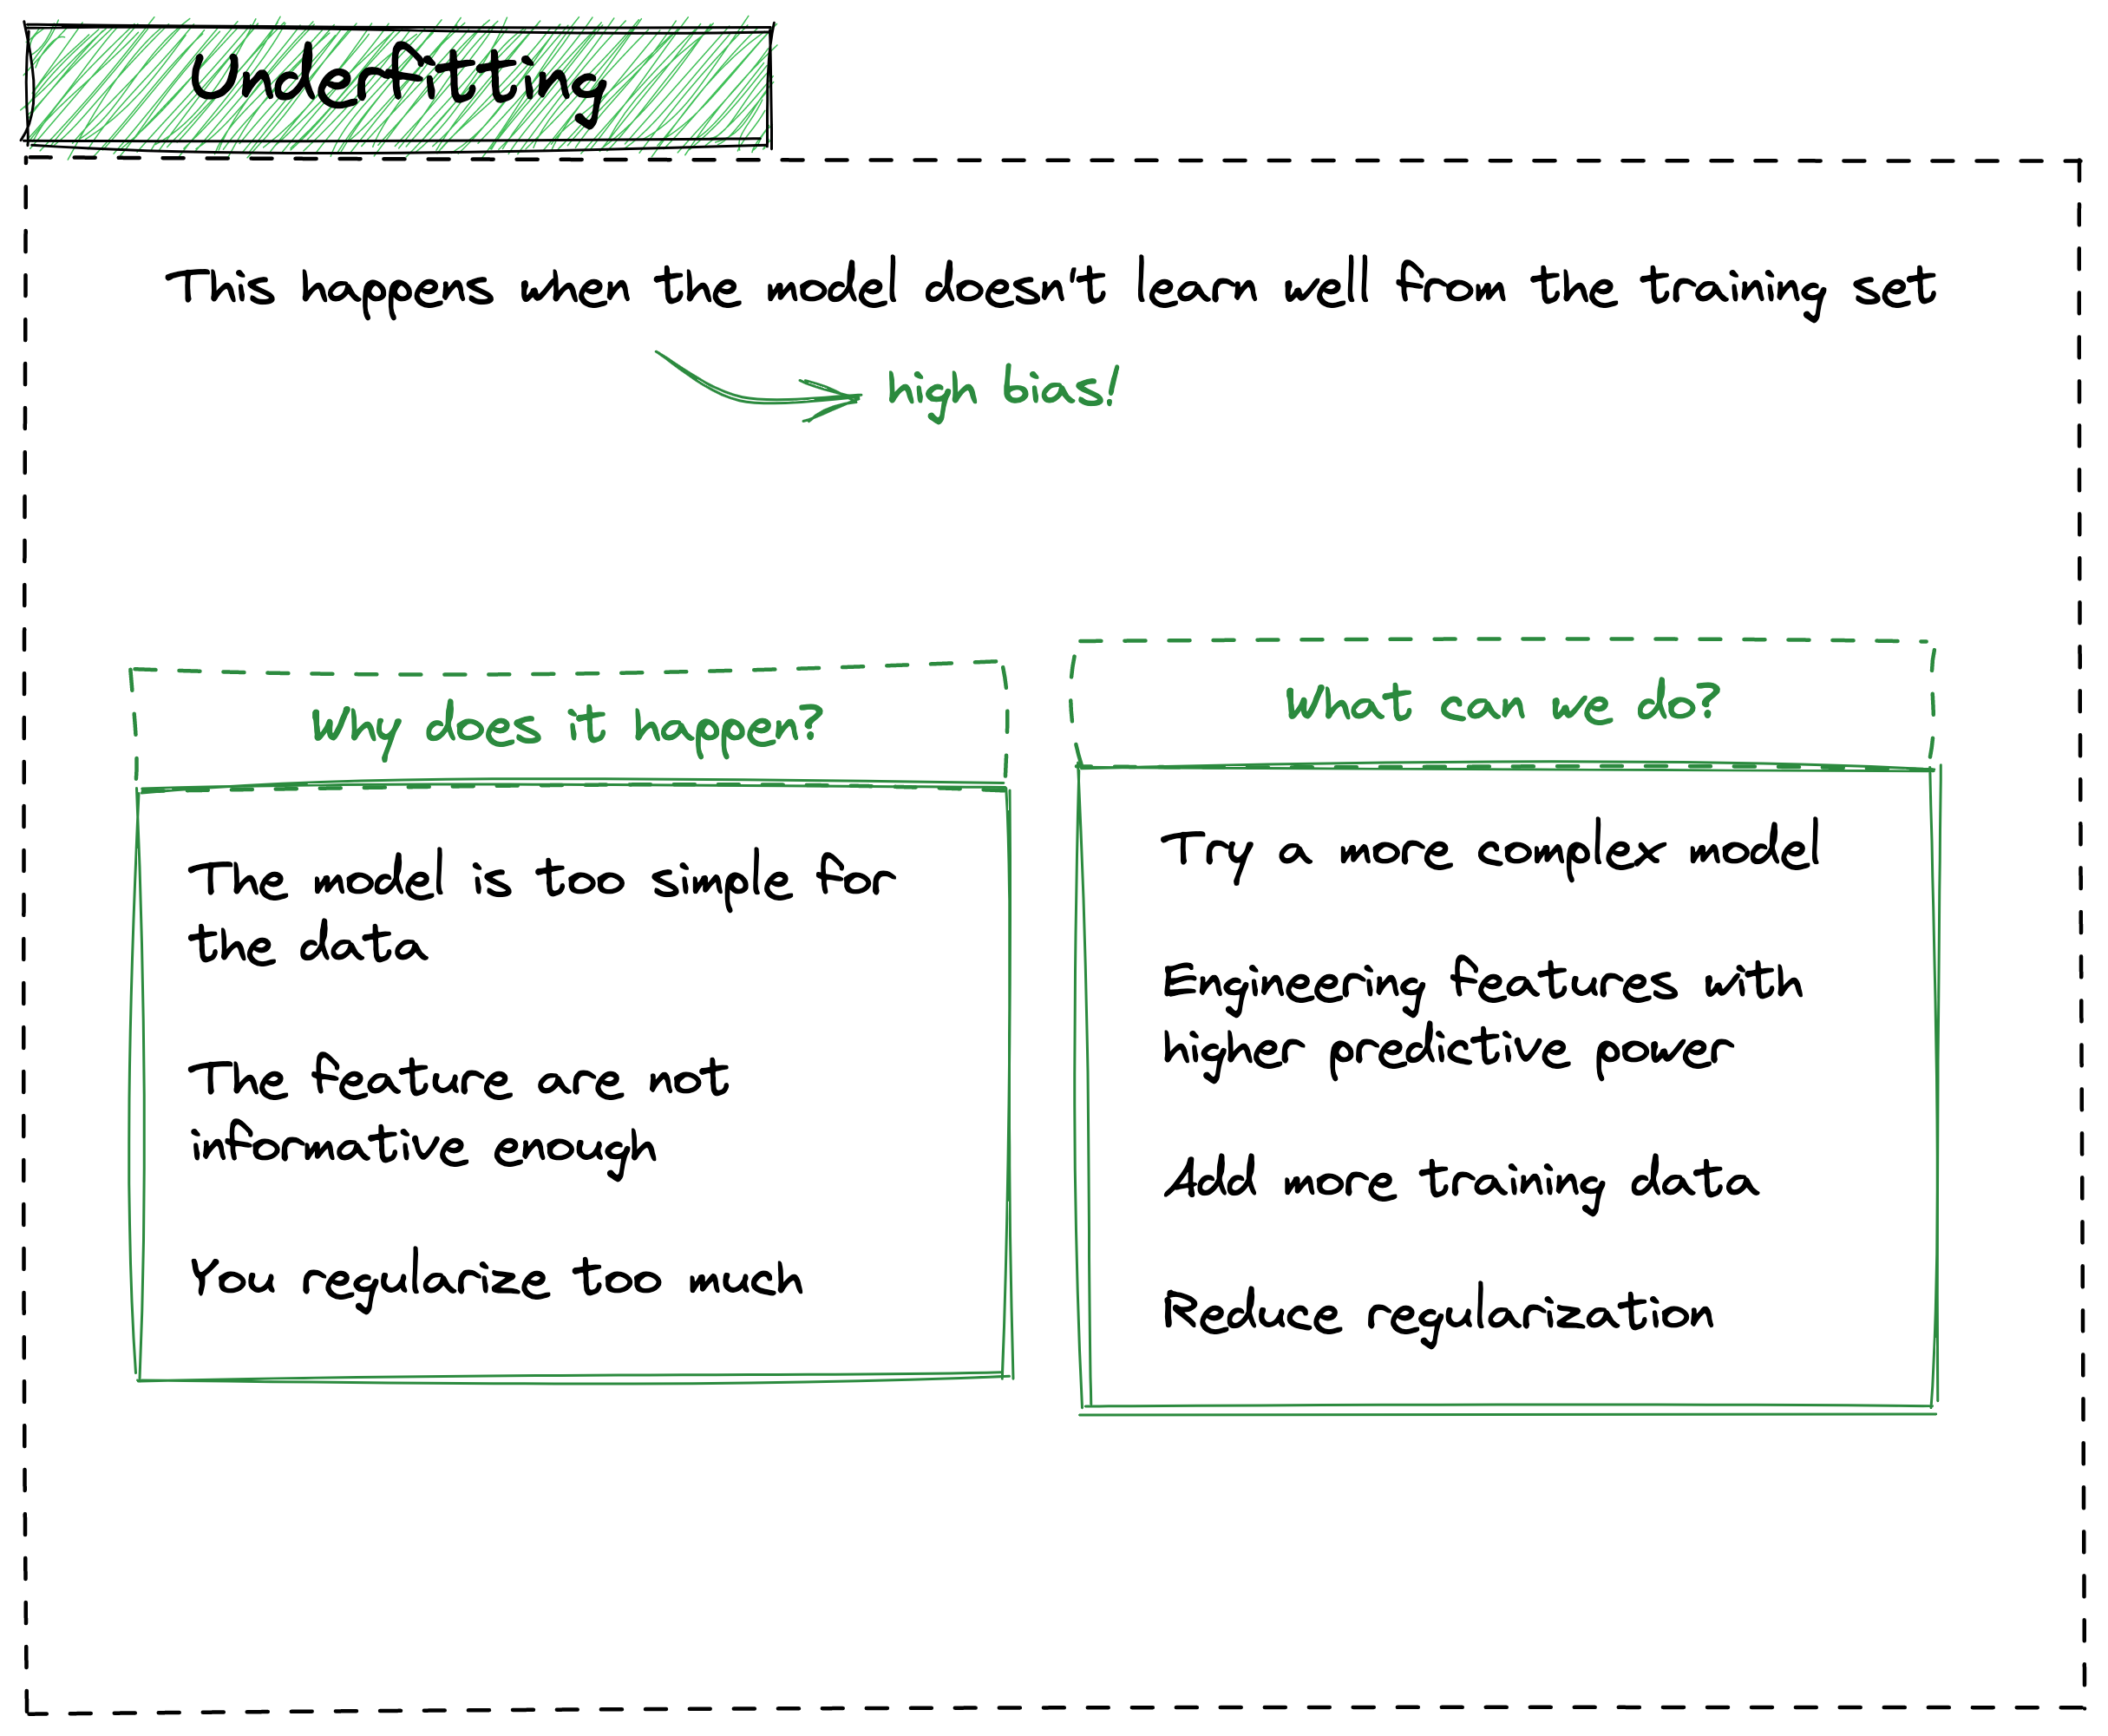 Underfitting
This happens when the model doesn't learn well from the training set
high bias!
Why does it happen?
The model is too simple for
the data
The feature are not
informative enough
You regularize too much
What can we do?
Try a more complex model
Engineering features with
higher predictive power
Add more training data
Reduce regularization